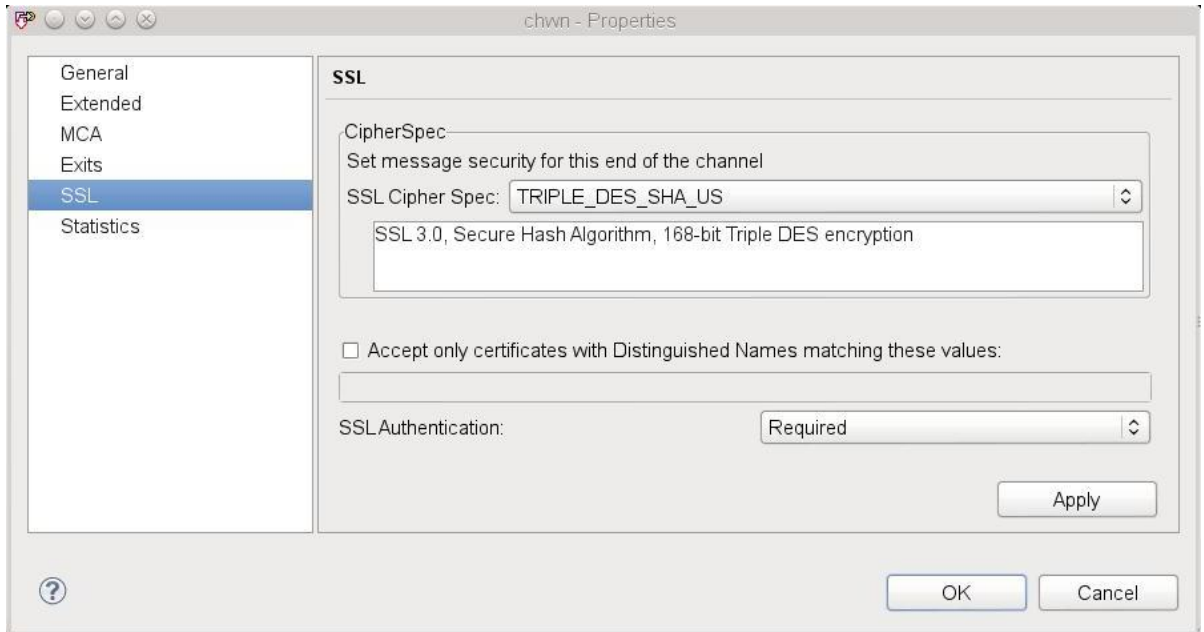 chwn - Properties
General
Extended
MCA
Exits
SSL
Statistics
SSL
CipherSpec
Set message security for this end of the channel
SSL Cipher Spec: TRIPLE_DES_SHA_US
SSL 3.0, Secure Hash Algorithm, 168-bit Triple DES encryption
Accept only certificates with Distinguished Names matching these values:
SSL Authentication: Required
Apply
?
OK Cancel